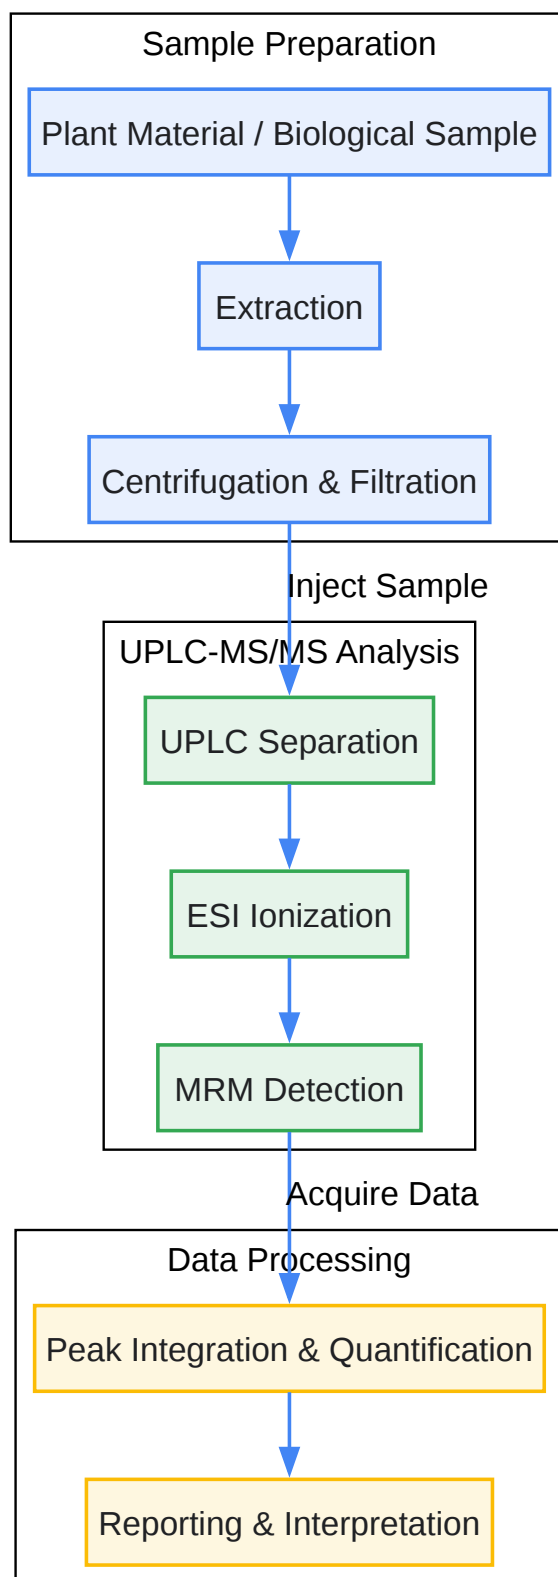 Sample Preparation
Plant Material / Biological Sample
Extraction
Centrifugation & Filtration
Inject Sample
UPLC-MS/MS Analysis
UPLC Separation
ESI Ionization
MRM Detection
Acquire Data
Data Processing
Peak Integration & Quantification
Reporting & Interpretation